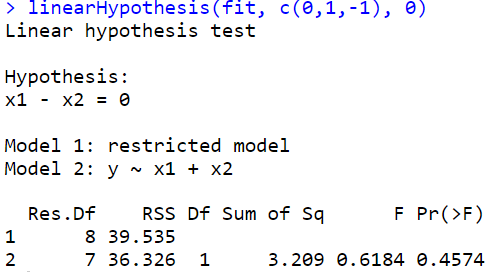 > linearHypothesis(fit, c(0,1,-1), 0)
Linear hypothesis test

Hypothesis:
x1 - x2 = 0

Model 1: restricted model
Model 2: y ~ x1 + x2

  Res.Df    RSS Df Sum of Sq      F Pr(>F)
1      8 39.535
2      7 36.326  1     3.209 0.6184 0.4574